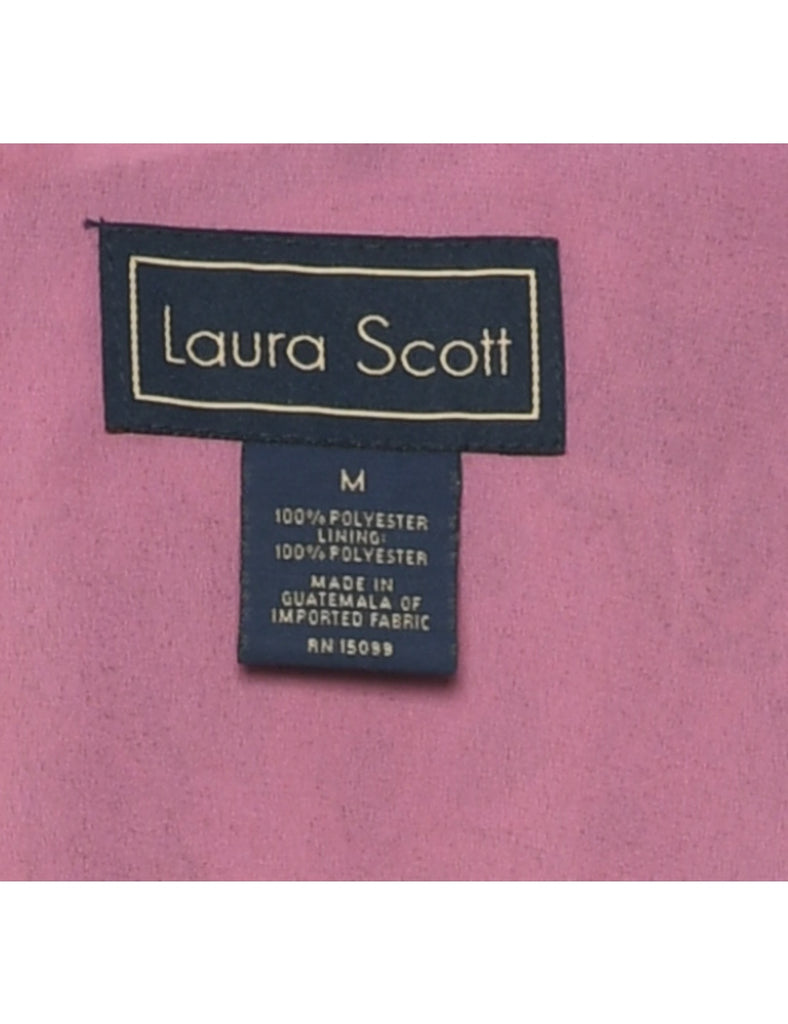 Laura Scott
M
100% POLYESTER
LINING:
100% POLYESTER
MADE IN
GUATEMALA OF
IMPORTED FABRIC
RN 15099